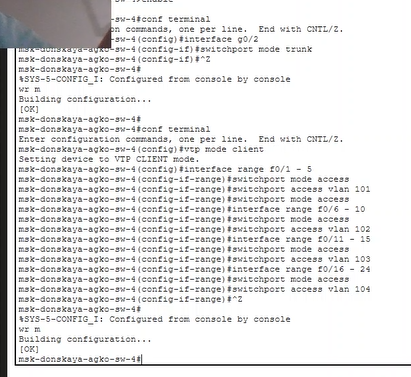 sw-4>enable
sw-4#conf terminal
on commands, one per line. End with CNTL/Z.
sw-4(config)#interface g0/2
sw-4(config-if)#switchport mode trunk
msk-donskaya-agko-sw-4(config-if)#^Z
msk-donskaya-agko-sw-4#
%SYS-5-CONFIG_I: Configured from console by console
wr m
Building configuration...
[OK]
msk-donskaya-agko-sw-4#
msk-donskaya-agko-sw-4#conf terminal
Enter configuration commands, one per line. End with CNTL/Z.
msk-donskaya-agko-sw-4(config)#vtp mode client
Setting device to VTP CLIENT mode.
msk-donskaya-agko-sw-4(config)#interface range f0/1 - 5
msk-donskaya-agko-sw-4(config-if-range)#switchport mode access
msk-donskaya-agko-sw-4(config-if-range)#switchport access vlan 101
msk-donskaya-agko-sw-4(config-if-range)#switchport mode access
msk-donskaya-agko-sw-4(config-if-range)#interface range f0/6 - 10
msk-donskaya-agko-sw-4(config-if-range)#switchport mode access
msk-donskaya-agko-sw-4(config-if-range)#switchport access vlan 102
msk-donskaya-agko-sw-4(config-if-range)#interface range f0/11 - 15
msk-donskaya-agko-sw-4(config-if-range)#switchport mode access
msk-donskaya-agko-sw-4(config-if-range)#switchport access vlan 103
msk-donskaya-agko-sw-4(config-if-range)#interface range f0/16 - 24
msk-donskaya-agko-sw-4(config-if-range)#switchport mode access
msk-donskaya-agko-sw-4(config-if-range)#switchport access vlan 104
msk-donskaya-agko-sw-4(config-if-range)#^Z
msk-donskaya-agko-sw-4#
%SYS-5-CONFIG_I: Configured from console by console
wr m
Building configuration...
[OK]
msk-donskaya-agko-sw-4#